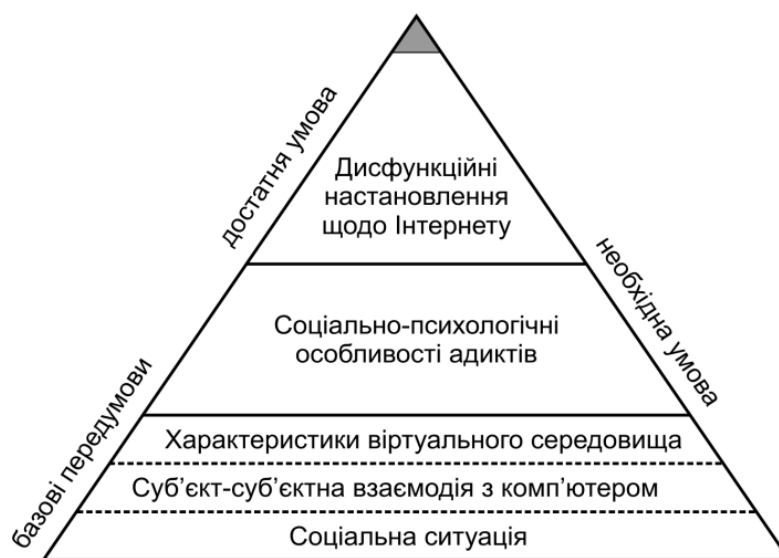 достатня умова
Дисфункційні
настановлення
щодо Інтернету
необхідна умова
Соціально-психологічні
особливості адиктів
базові передумови
Характеристики віртуального середовища
Суб’єкт-суб’єктна взаємодія з комп’ютером
Соціальна ситуація